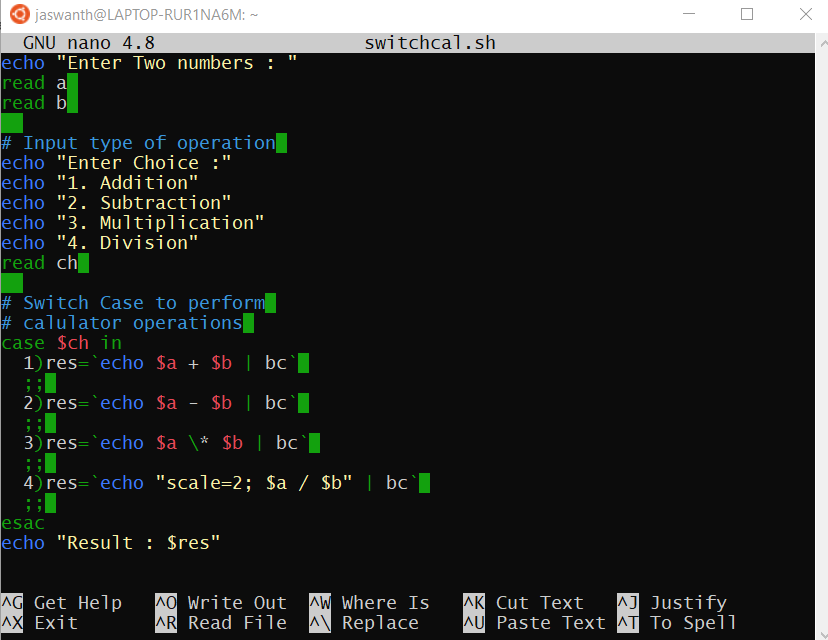 jaswanth@LAPTOP-RUR1NA6M: ~
GNU nano 4.8 switchcal.sh
echo "Enter Two numbers : "
read a
read b
# Input type of operation
echo "Enter Choice :"
echo "1. Addition"
echo "2. Subtraction"
echo "3. Multiplication"
echo "4. Division"
read ch
# Switch Case to perform
# calulator operations
case $ch in
  1)res=`echo $a + $b | bc`
  ;;
  2)res=`echo $a - $b | bc`
  ;;
  3)res=`echo $a \* $b | bc`
  ;;
  4)res=`echo "scale=2; $a / $b" | bc`
  ;;
esac
echo "Result : $res"
^G Get Help ^O Write Out ^W Where Is ^K Cut Text ^J Justify
^X Exit ^R Read File ^\ Replace ^U Paste Text ^T To Spell